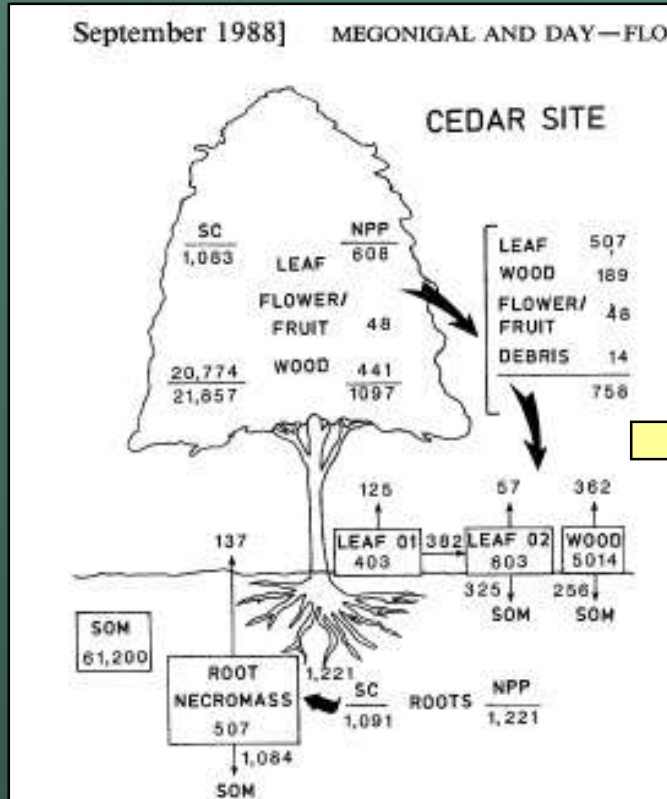 September 1988] MEGONIGAL AND DAY—FLO
CEDAR SITE
SC NPP
1,083 LEAF 608
FLOWER/
FRUIT 48
20,774 WOOD 441
21,857 1097
LEAF 507
WOOD 189
FLOWER/
FRUIT 48
DEBRIS 14
758
125 57 362
137
LEAF 01 382 LEAF 02 WOOD
403 603 5014
325 256
SOM SOM
SOM
61,200
ROOT
NECROMASS
507
1,221
SC ROOTS NPP
1,091 1,221
1,084
SOM